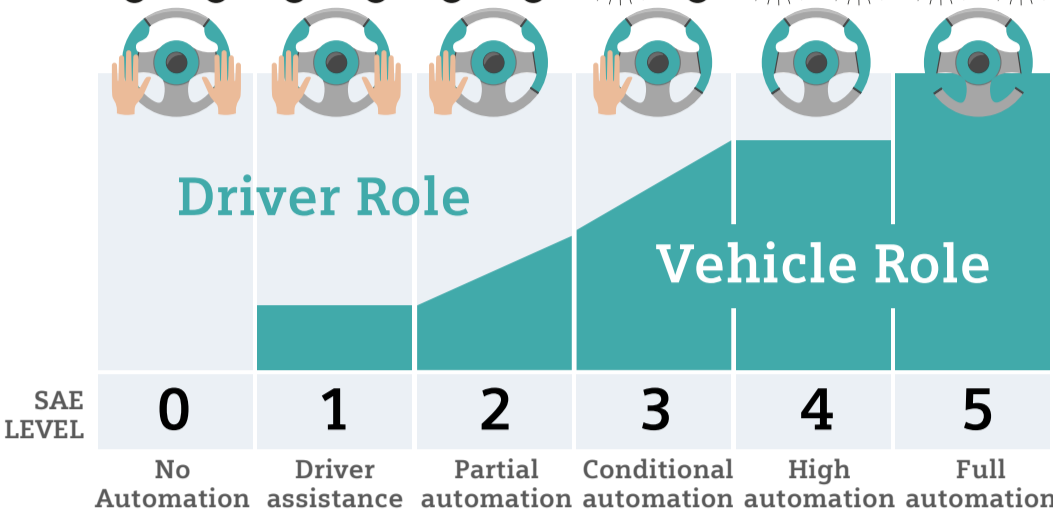 Driver Role
Vehicle Role
SAE
LEVEL
0
1
2
3
4
5
No
Automation
Driver
assistance
Partial
automation
Conditional
automation
High
automation
Full
automation